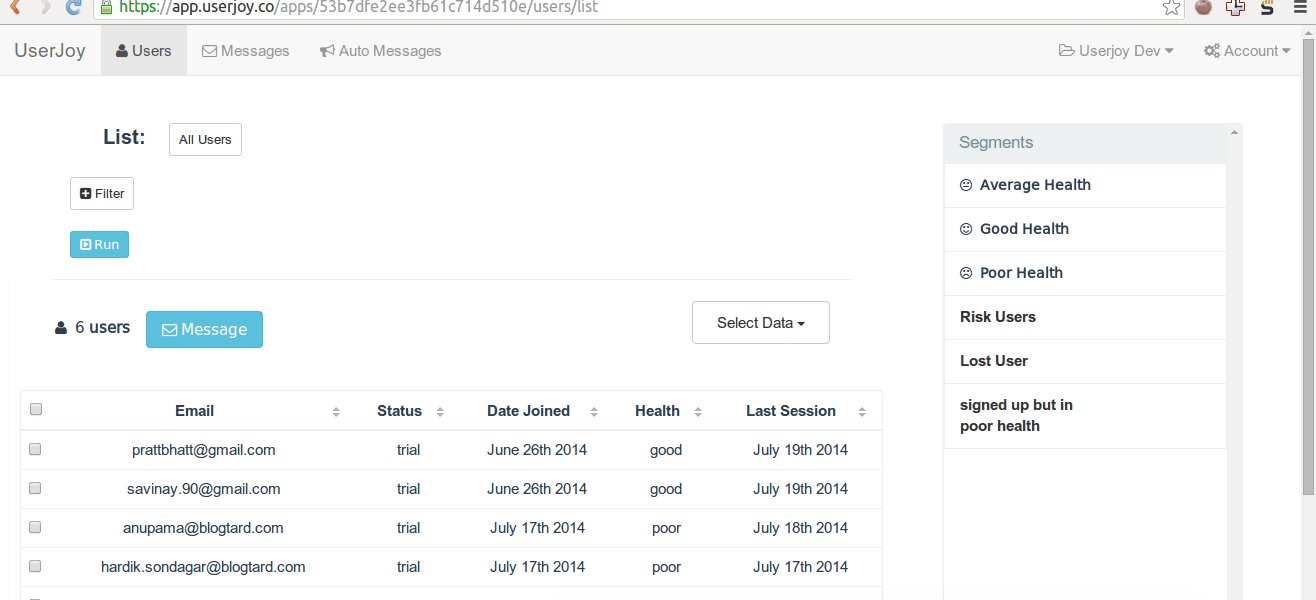 https://app.userjoy.co/apps/53b7dfe2ee3fb61c714d510e/users/list
UserJoy Users Messages Auto Messages Userjoy Dev Account
List: All Users
Filter
Run
6 users Message Select Data
Email Status Date Joined Health Last Session
prattbhatt@gmail.com trial June 26th 2014 good July 19th 2014
savinay.90@gmail.com trial June 26th 2014 good July 19th 2014
anupama@blogtard.com trial July 17th 2014 poor July 18th 2014
hardik.sondagar@blogtard.com trial July 17th 2014 poor July 17th 2014
Segments
Average Health
Good Health
Poor Health
Risk Users
Lost User
signed up but in
poor health